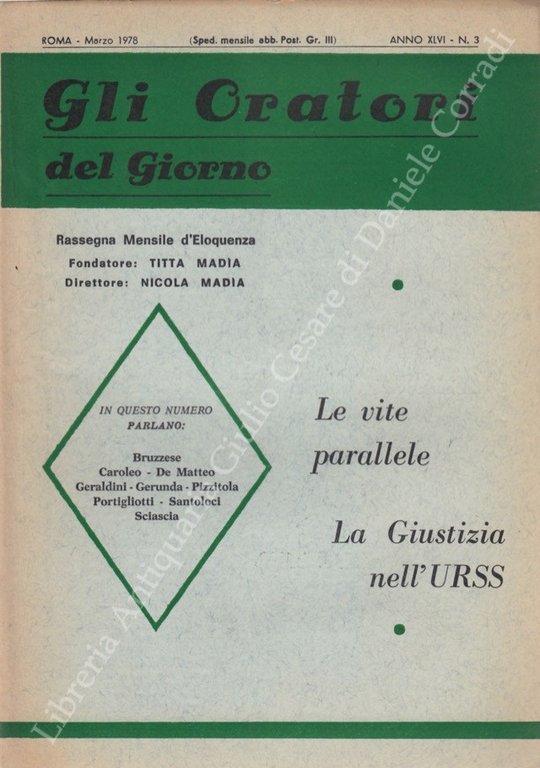 ROMA - Marzo 1978 (Sped. mensile abb. Post. Gr. III) ANNO XLVI - N. 3
Gli Oratori
del Giorno
Rassegna Mensile d'Eloquenza
Fondatore: TITTA MADIA
Direttore: NICOLA MADIA
IN QUESTO NUMERO
PARLANO:
Bruzzese
Caroleo - De Matteo
Geraldini - Gerunda - Pizzitola
Portigliotti - Santoloci
Sciascia
Le vite
parallele
La Giustizia
nell'URSS
Libreria Antiquaria Giulio Cesare di Daniele Corradi